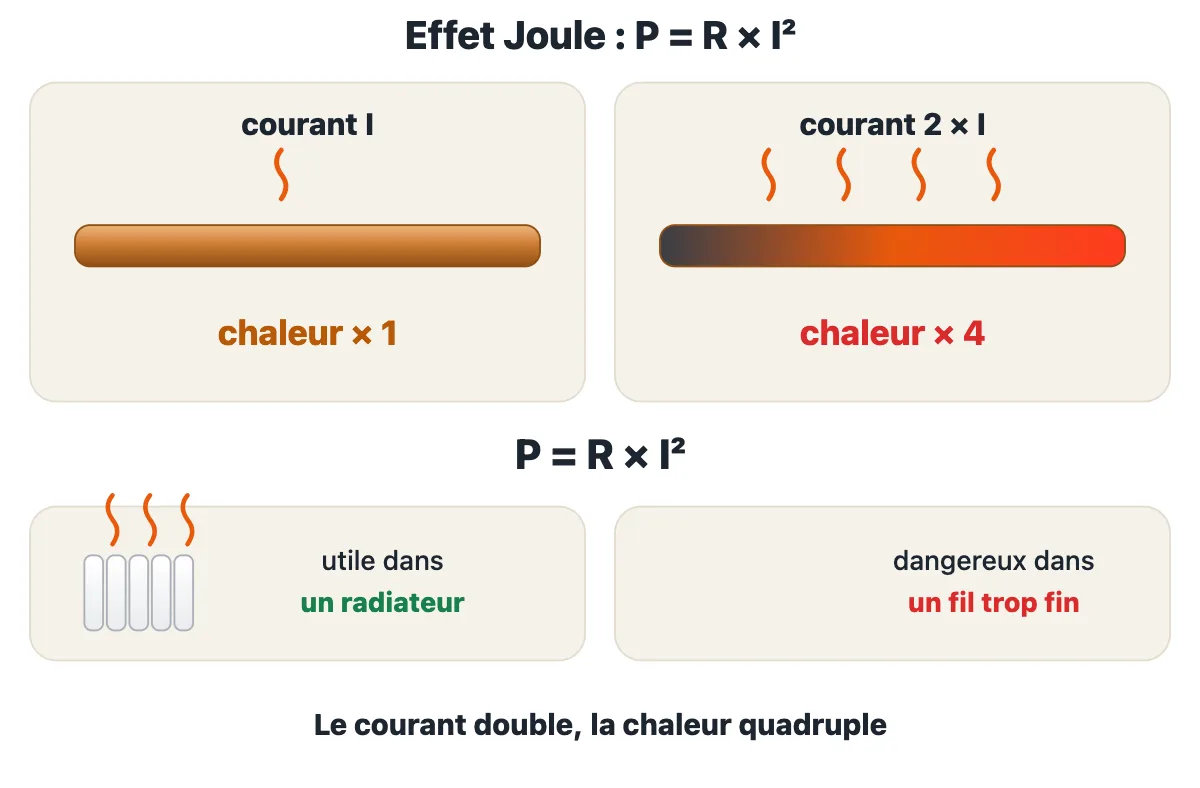 Effet Joule : P = R × I²
courant I
courant 2 × I
chaleur × 1
chaleur × 4
P = R × I²
utile dans
un radiateur
dangereux dans
un fil trop fin
Le courant double, la chaleur quadruple